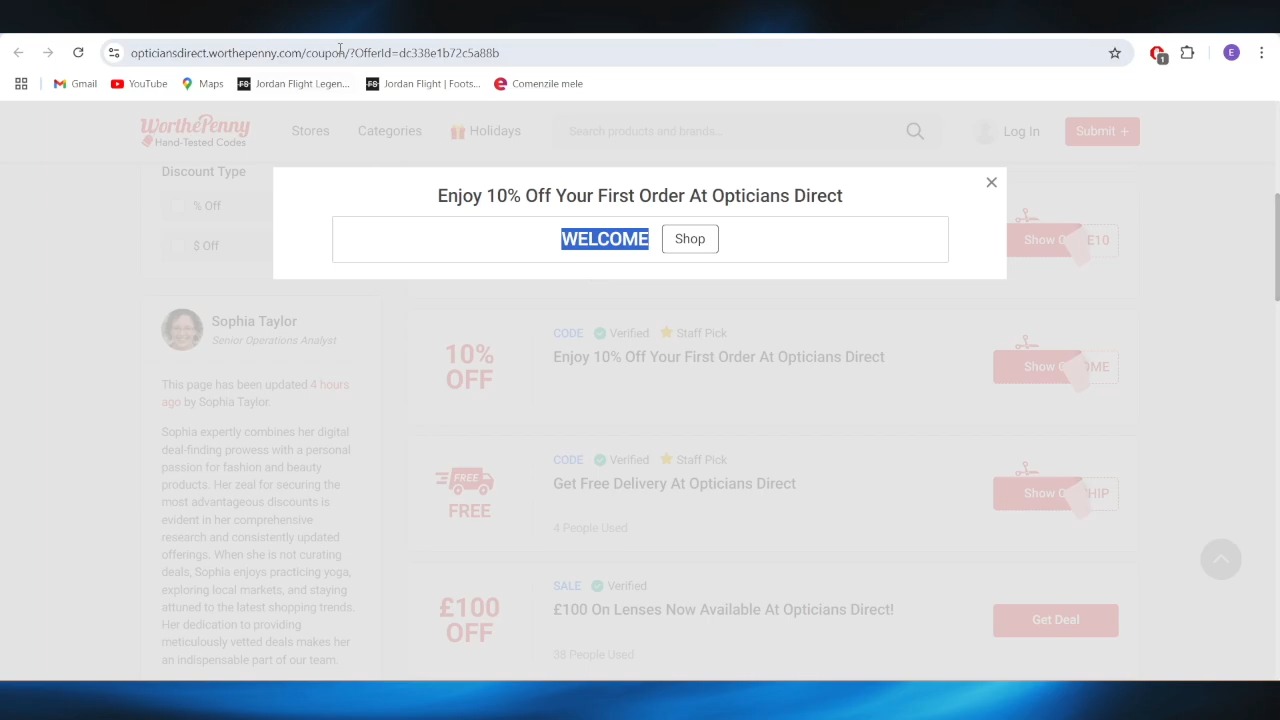 opticiansdirect.worthepenny.com/coupon/?OfferId=dc338e1b72c5a88b
1
E
Gmail
YouTube
Maps
FS
Jordan Flight Legen...
FS
Jordan Flight | Foots...
Comenzile mele
WorthePenny
Hand-Tested Codes
Stores
Categories
Holidays
Search products and brands...
Log In
Submit +
Discount Type
% Off
$ Off
Enjoy 10% Off Your First Order At Opticians Direct
WELCOME
Shop
Show C
E10
Sophia Taylor
Senior Operations Analyst
This page has been updated 4 hours
ago by Sophia Taylor.
Sophia expertly combines her digital
deal-finding prowess with a personal
passion for fashion and beauty
products. Her zeal for securing the
most advantageous discounts is
evident in her comprehensive
research and consistently updated
offerings. When she is not curating
deals, Sophia enjoys practicing yoga,
exploring local markets, and staying
attuned to the latest shopping trends.
Her dedication to providing
meticulously vetted deals makes her
an indispensable part of our team.
10%
OFF
CODE
Verified
Staff Pick
Enjoy 10% Off Your First Order At Opticians Direct
Show C
OME
FREE
FREE
CODE
Verified
Staff Pick
Get Free Delivery At Opticians Direct
4 People Used
Show C
HIP
£100
OFF
SALE
Verified
£100 On Lenses Now Available At Opticians Direct!
38 People Used
Get Deal